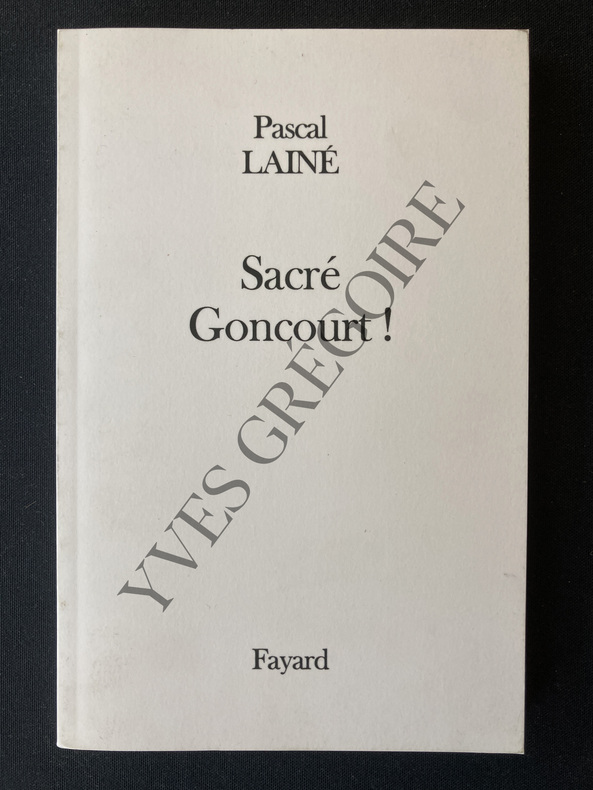 Pascal
LAINÉ
Sacré
Goncourt !
YVES GRÉGOIRE
Fayard